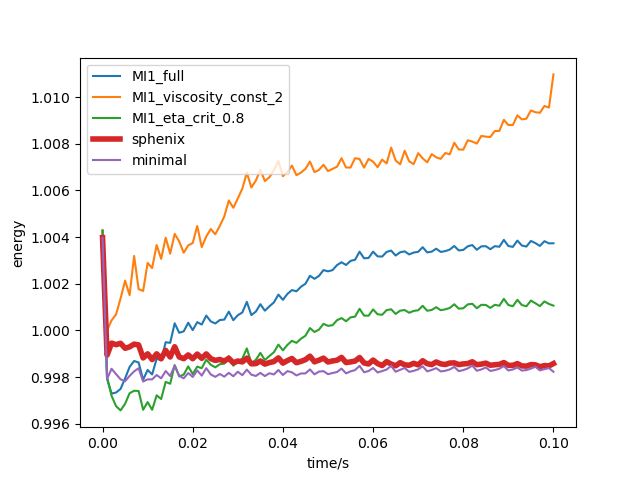 1.010
1.008
1.006
1.004
1.002
1.000
0.998
0.996
energy
MI1_full
MI1_viscosity_const_2
MI1_eta_crit_0.8
sphenix
minimal
0.00 0.02 0.04 0.06 0.08 0.10
time/s